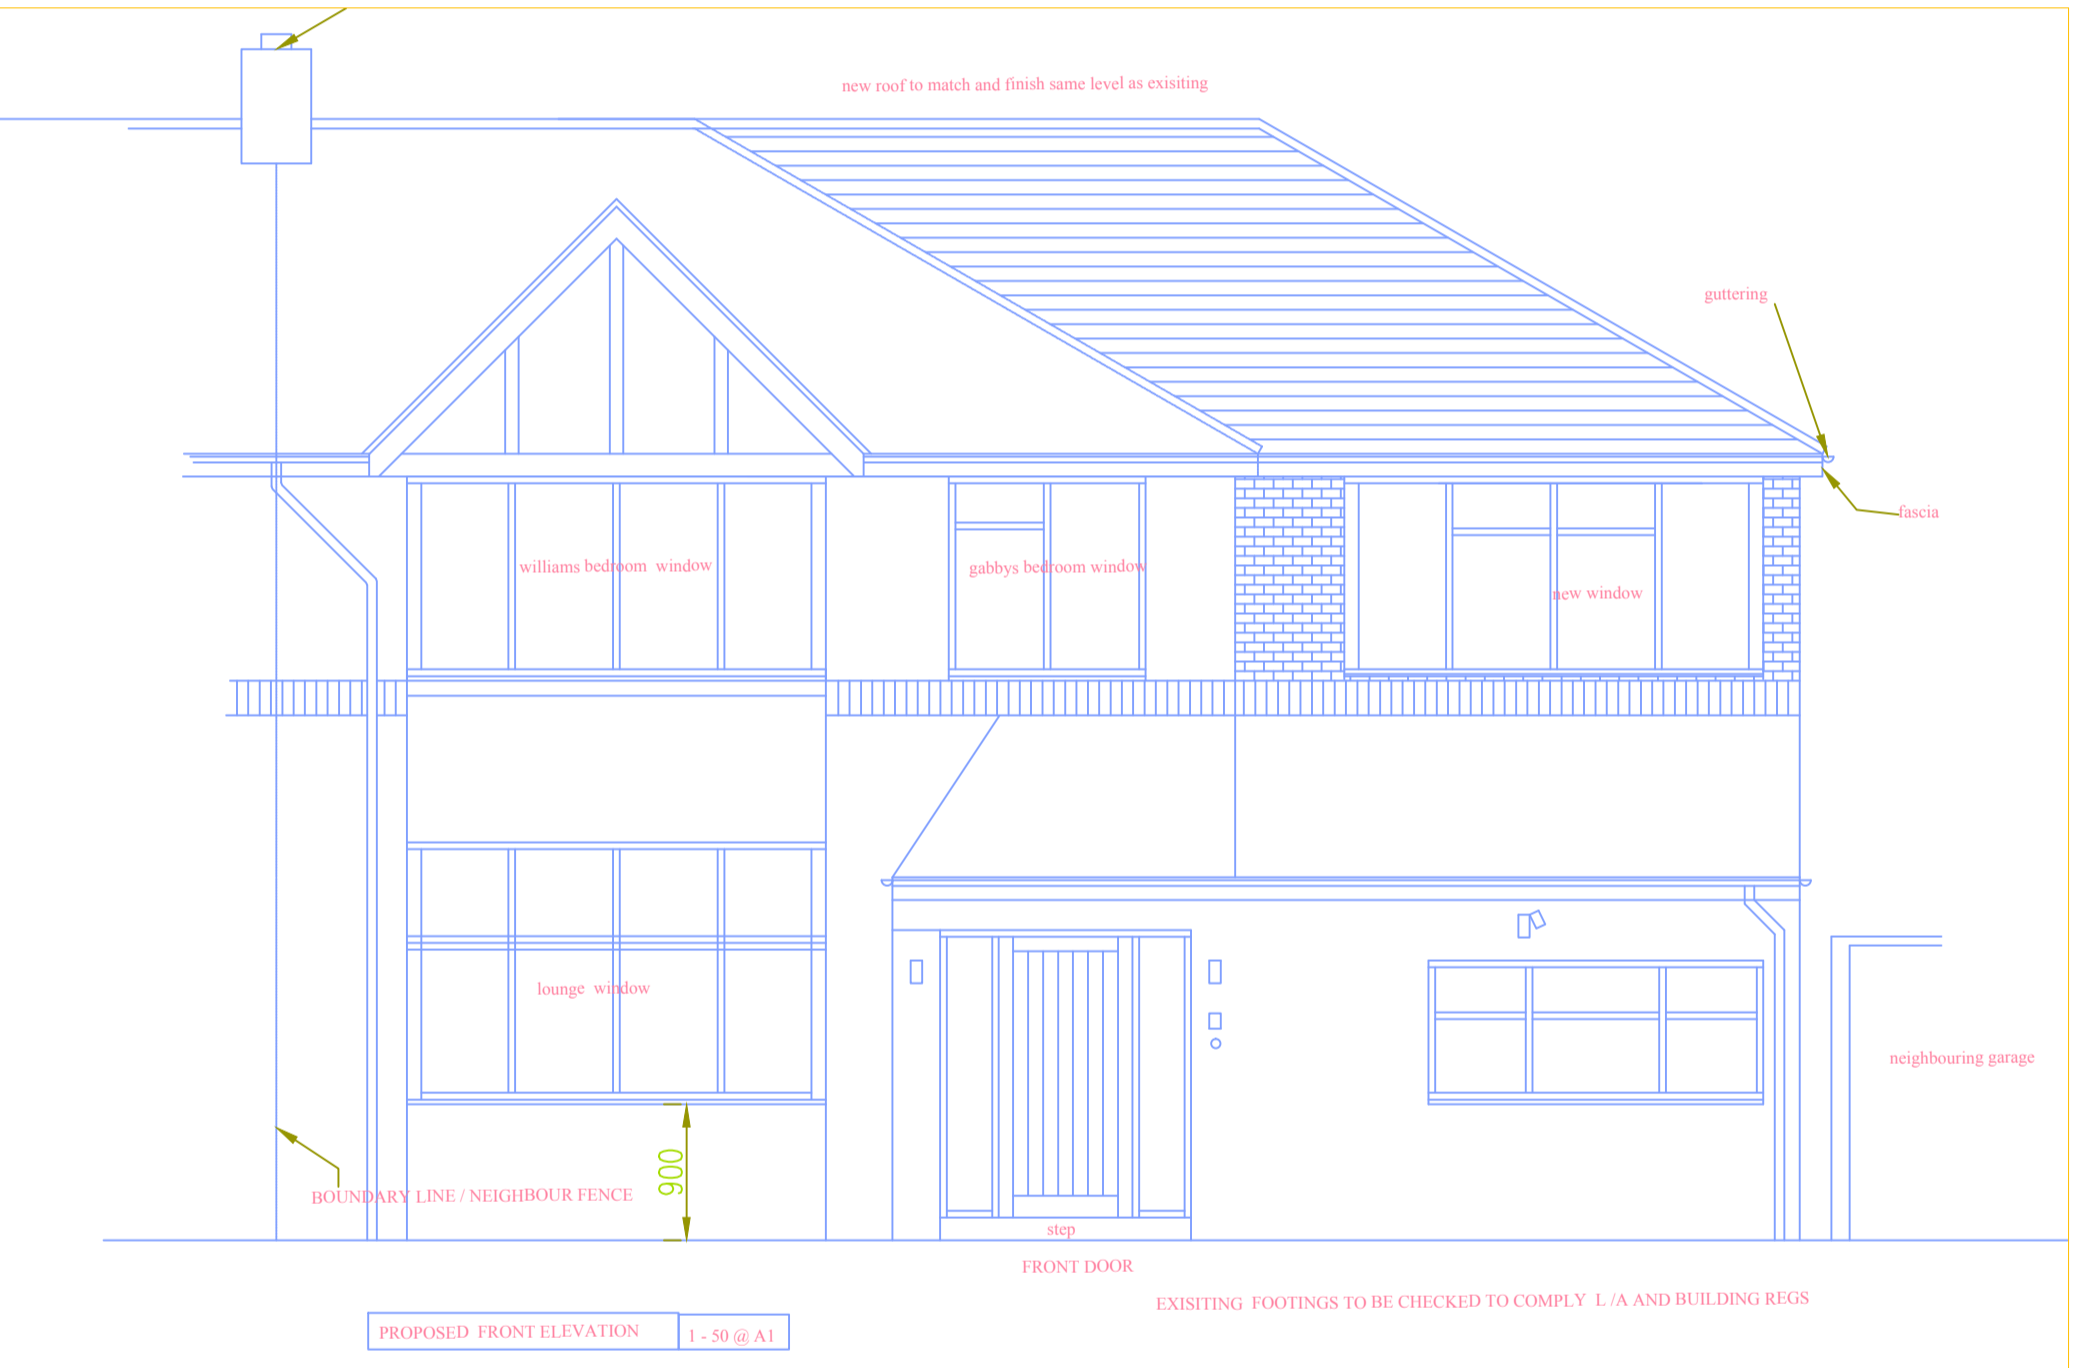 new roof to match and finish same level as exisiting
guttering
fascia
williams bedroom window
gabbys bedroom window
new window
lounge window
neighbouring garage
900
BOUNDARY LINE / NEIGHBOUR FENCE
step
FRONT DOOR
EXISITING FOOTINGS TO BE CHECKED TO COMPLY L /A AND BUILDING REGS
PROPOSED FRONT ELEVATION
1 - 50 @ A1